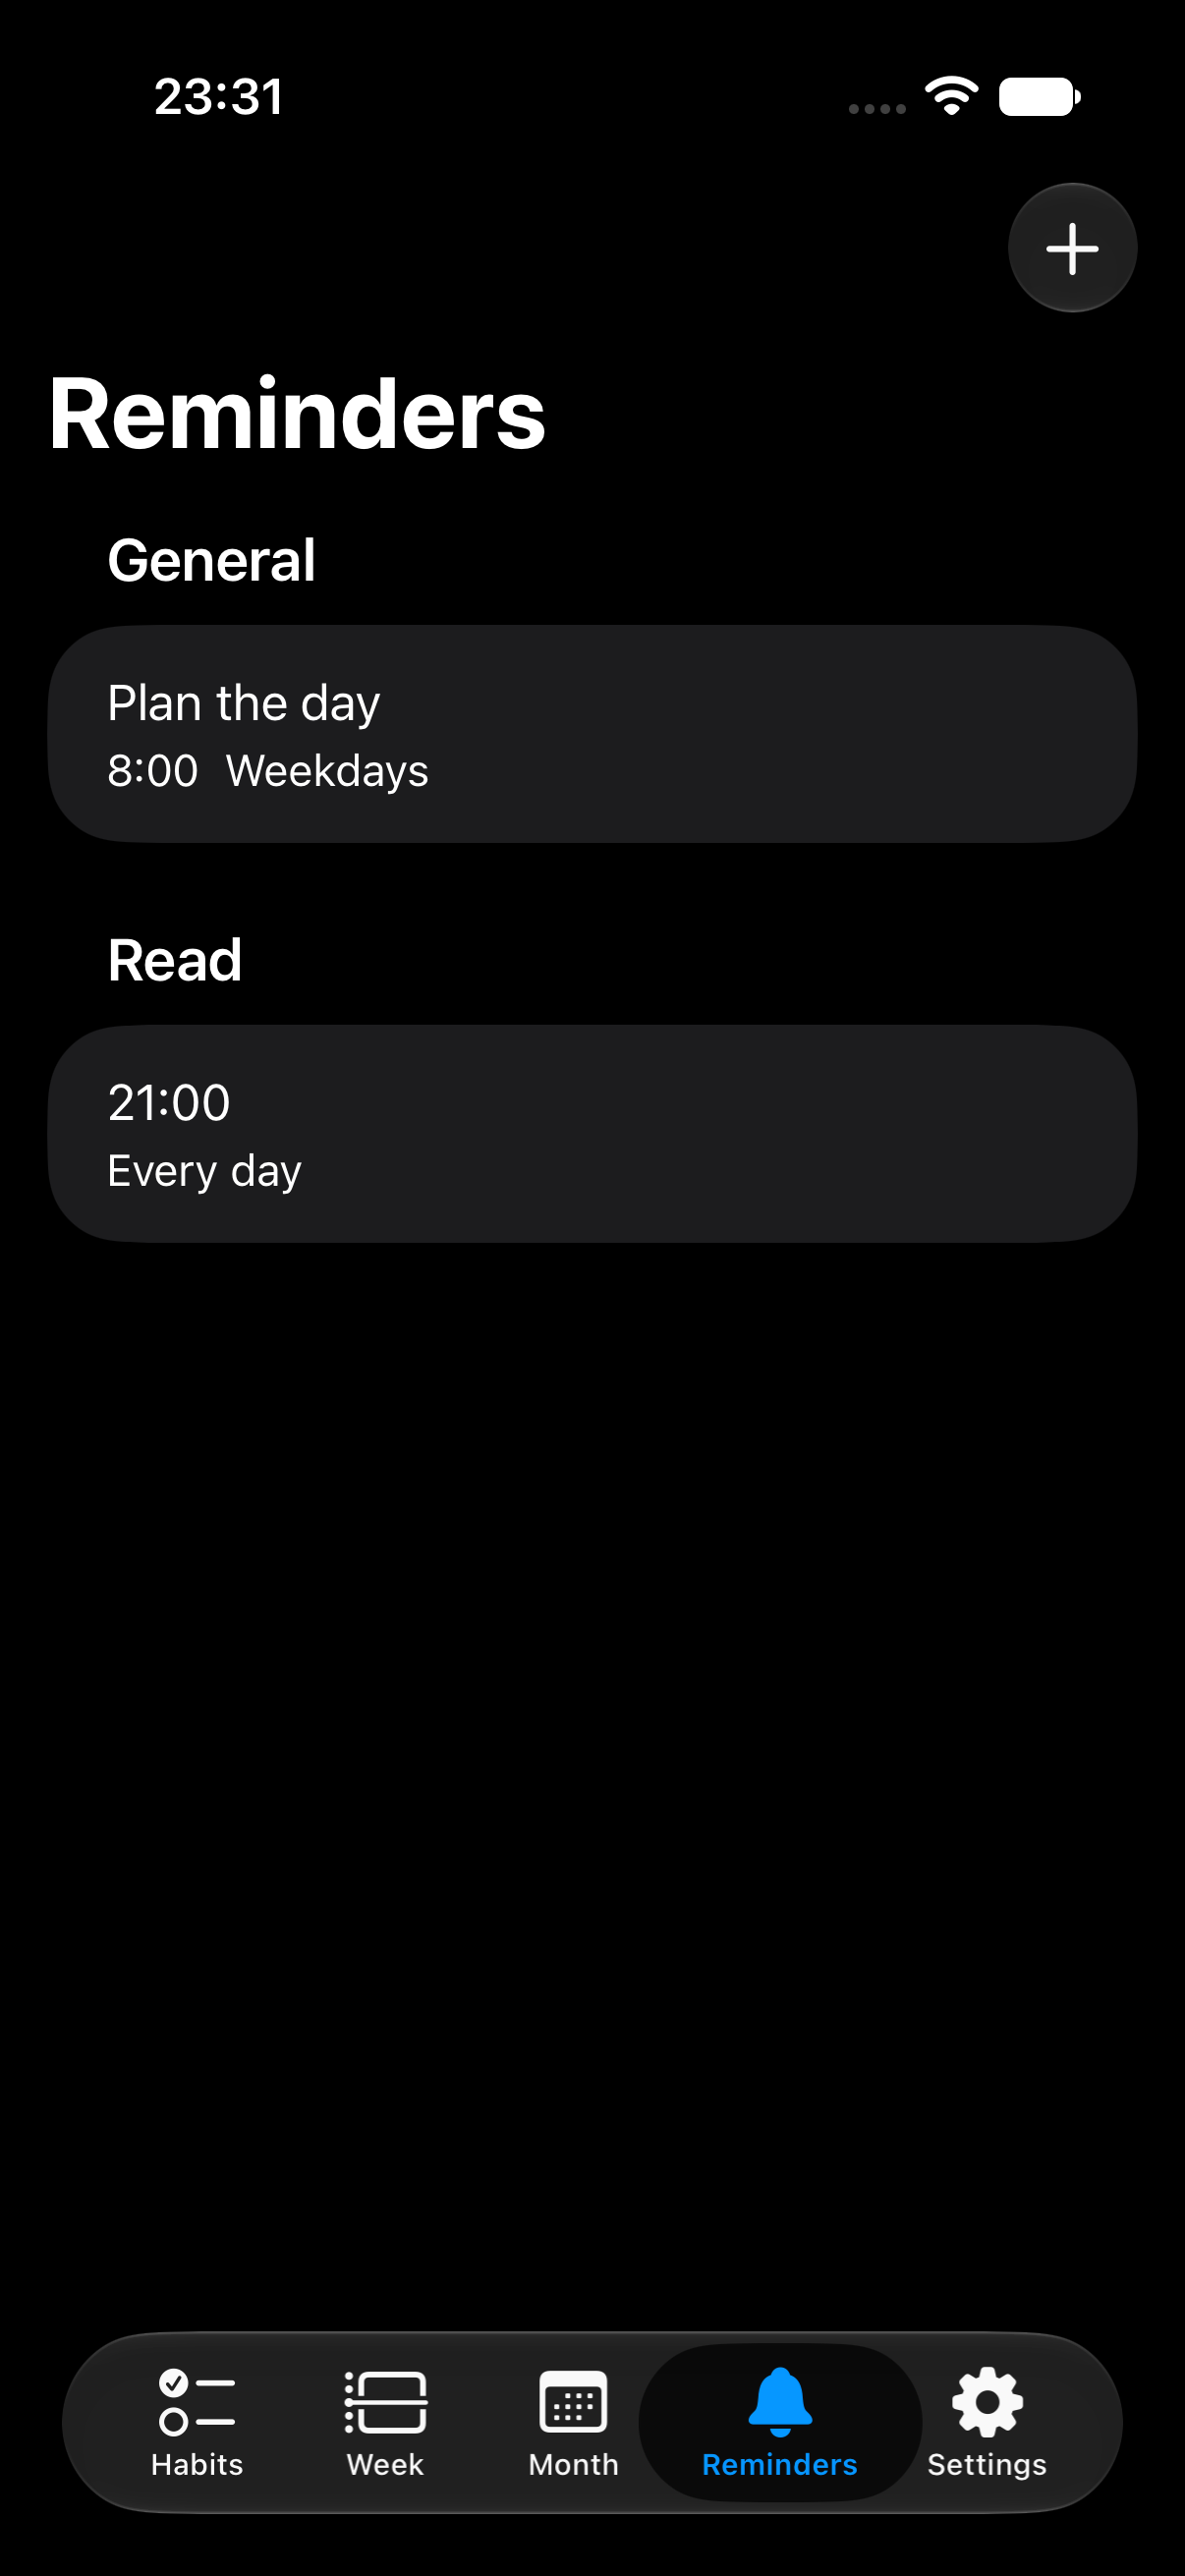 23:31
Reminders
General
Plan the day
8:00 Weekdays
Read
21:00
Every day
Habits
Week
Month
Reminders
Settings